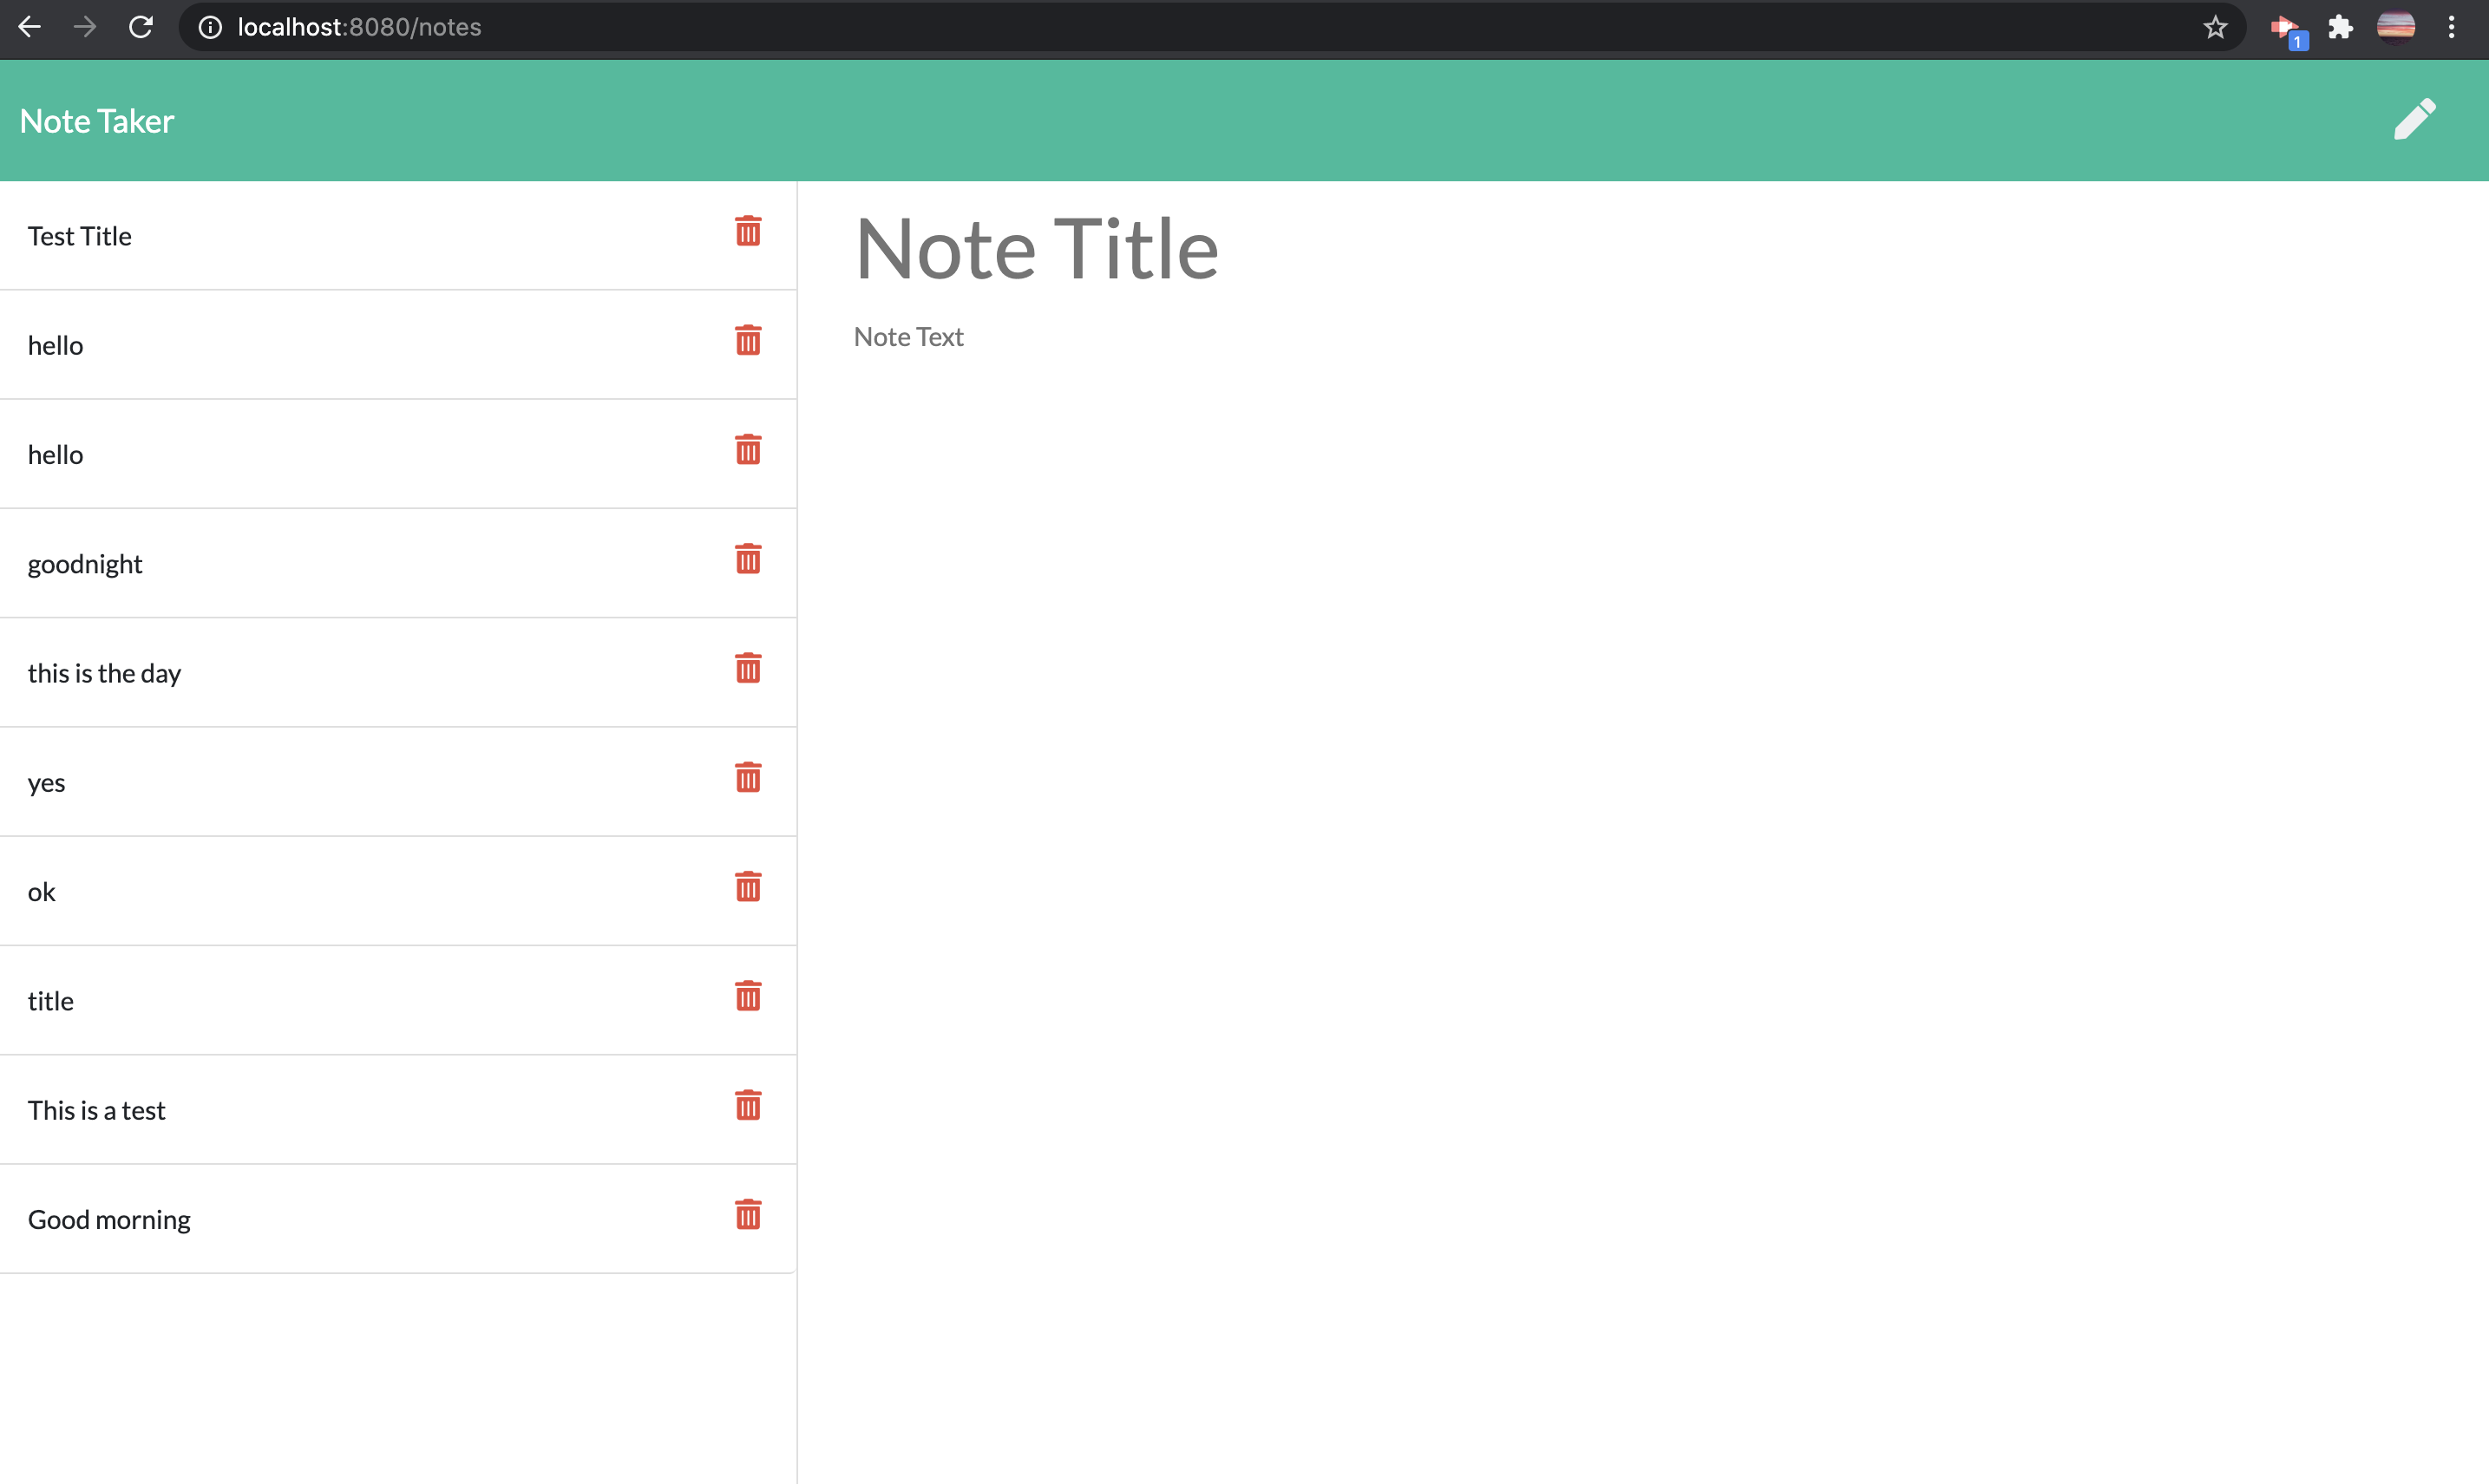 localhost:8080/notes
1
Note Taker
Test Title
hello
hello
goodnight
this is the day
yes
ok
title
This is a test
Good morning
Note Title
Note Text